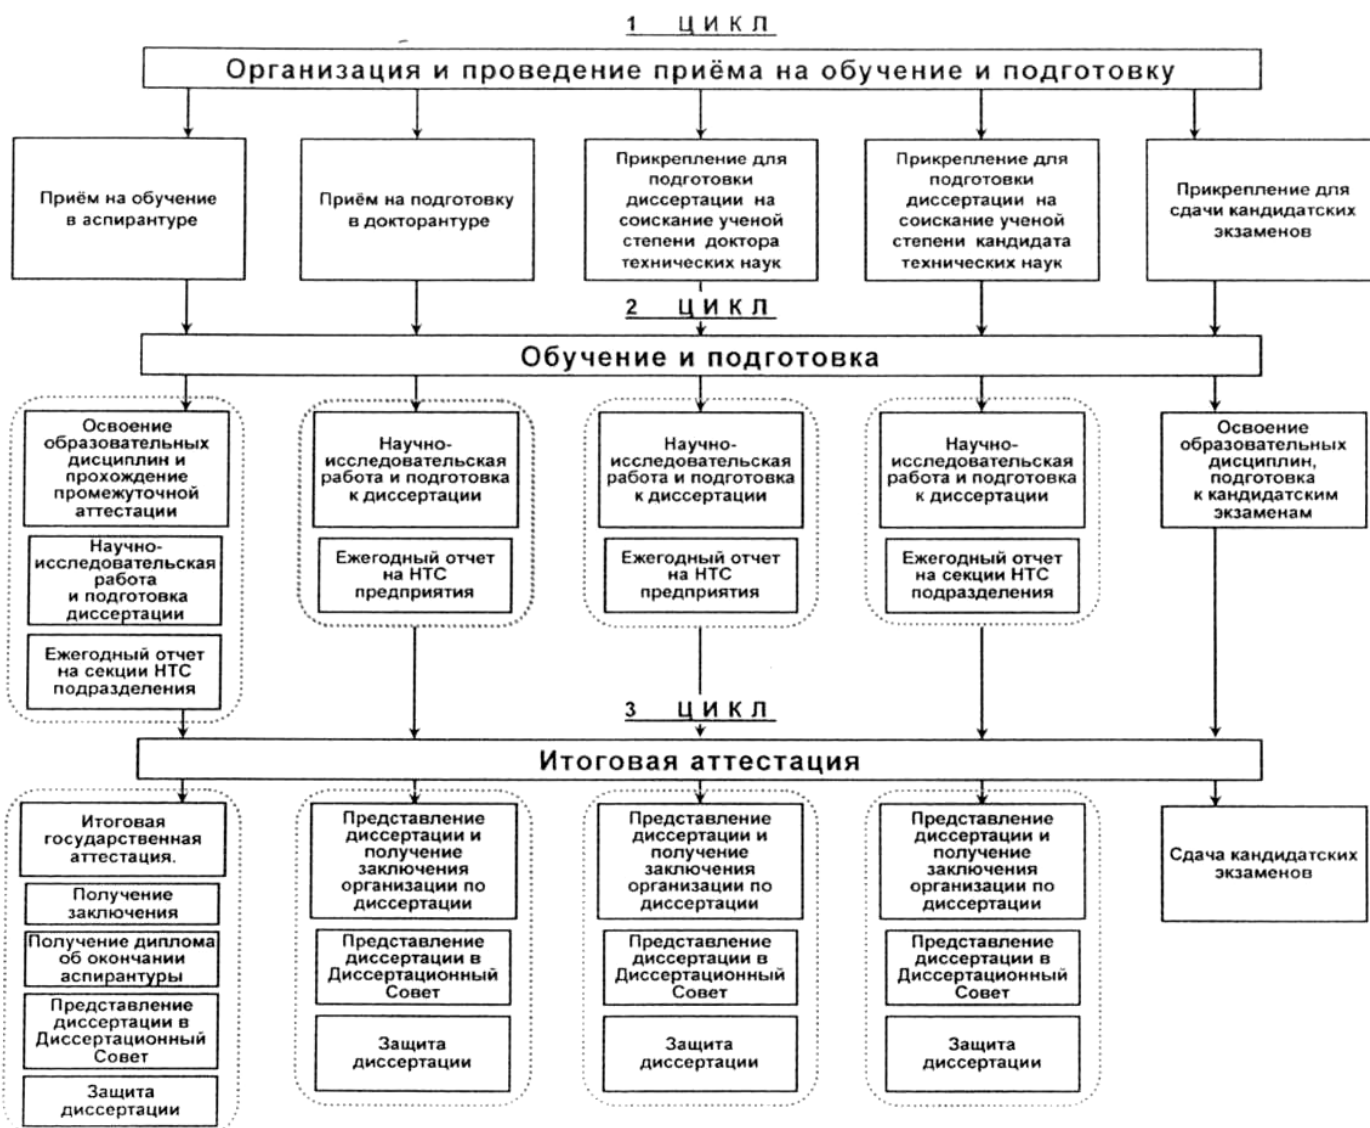 1 ЦИКЛ
Организация и проведение приёма на обучение и подготовку
Приём на обучение
в аспирантуре
Приём на подготовку
в докторантуре
Прикрепление для
подготовки
диссертации на
соискание ученой
степени доктора
технических наук
Прикрепление для
подготовки
диссертации на
соискание ученой
степени кандидата
технических наук
Прикрепление для
сдачи кандидатских
экзаменов
2 ЦИКЛ
Обучение и подготовка
Освоение
образовательных
дисциплин и
прохождение
промежуточной
аттестации
Научно-
исследовательская
работа
и подготовка
диссертации
Ежегодный отчет
на секции НТС
подразделения
Научно-
исследовательская
работа и подготовка
к диссертации
Ежегодный отчет
на НТС
предприятия
Научно-
исследовательская
работа и подготовка
к диссертации
Ежегодный отчет
на НТС
предприятия
Научно-
исследовательская
работа и подготовка
к диссертации
Ежегодный отчет
на секции НТС
подразделения
Освоение
образовательных
дисциплин,
подготовка
к кандидатским
экзаменам
3 ЦИКЛ
Итоговая аттестация
Итоговая
государственная
аттестация.
Получение
заключения
Получение диплома
об окончании
аспирантуры
Представление
диссертации в
Диссертационный
Совет
Защита
диссертации
Представление
диссертации и
получение
заключения
организации по
диссертации
Представление
диссертации в
Диссертационный
Совет
Защита
диссертации
Представление
диссертации и
получение
заключения
организации по
диссертации
Представление
диссертации в
Диссертационный
Совет
Защита
диссертации
Представление
диссертации и
получение
заключения
организации по
диссертации
Представление
диссертации в
Диссертационный
Совет
Защита
диссертации
Сдача кандидатских
экзаменов